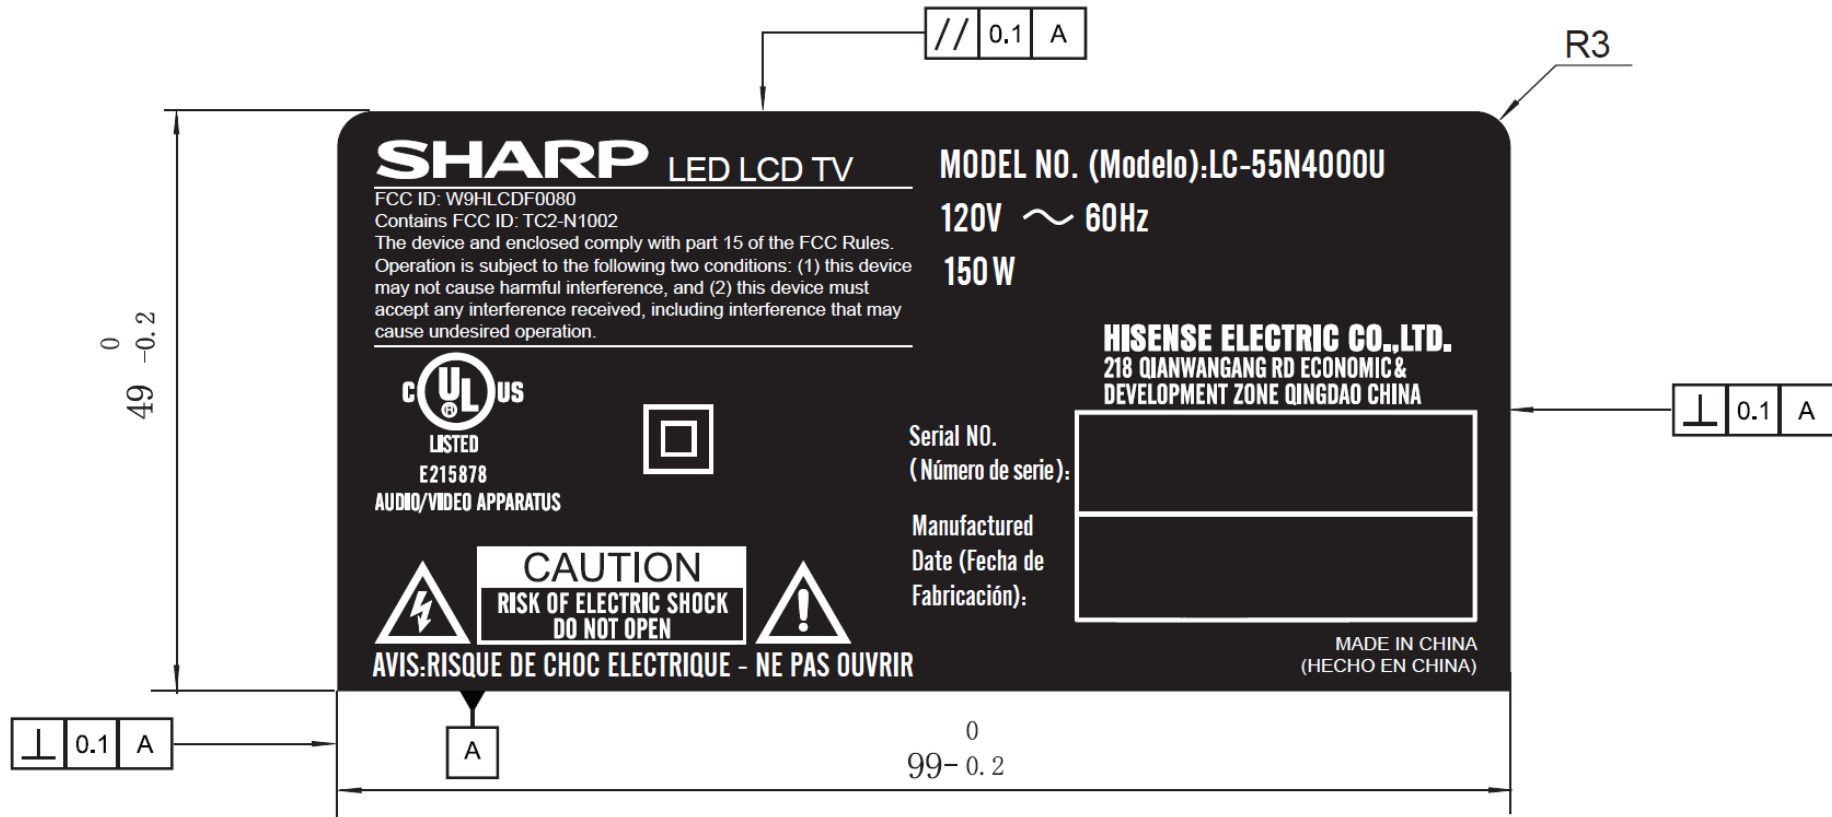 // 0.1 A
R3
SHARP LED LCD TV
FCC ID: W9HLCDF0080
Contains FCC ID: TC2-N1002
The device and enclosed comply with part 15 of the FCC Rules.
Operation is subject to the following two conditions: (1) this device
may not cause harmful interference, and (2) this device must
accept any interference received, including interference that may
cause undesired operation.
MODEL NO. (Modelo):LC-55N4000U
120V ~ 60Hz
150 W
HISENSE ELECTRIC CO.,LTD.
218 QIANWANGANG RD ECONOMIC &
DEVELOPMENT ZONE QINGDAO CHINA
C UL ® US
LISTED
E215878
AUDIO/VIDEO APPARATUS
Serial NO.
(Número de serie):
Manufactured
Date (Fecha de
Fabricación):
CAUTION
RISK OF ELECTRIC SHOCK
DO NOT OPEN
AVIS:RISQUE DE CHOC ELECTRIQUE - NE PAS OUVRIR
MADE IN CHINA
(HECHO EN CHINA)
49 0 -0.2
⊥ 0.1 A
⊥ 0.1 A
A
0
99-0.2